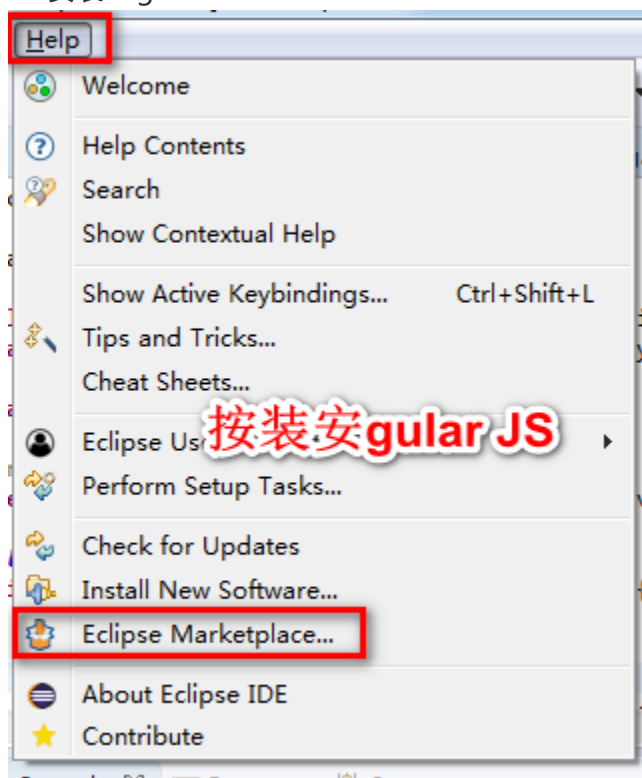 Help
Welcome
Help Contents
Search
Show Contextual Help
Show Active Keybindings... Ctrl+Shift+L
Tips and Tricks...
Cheat Sheets...
按装安gular JS
Eclipse Us
Perform Setup Tasks...
Check for Updates
Install New Software...
Eclipse Marketplace...
About Eclipse IDE
Contribute